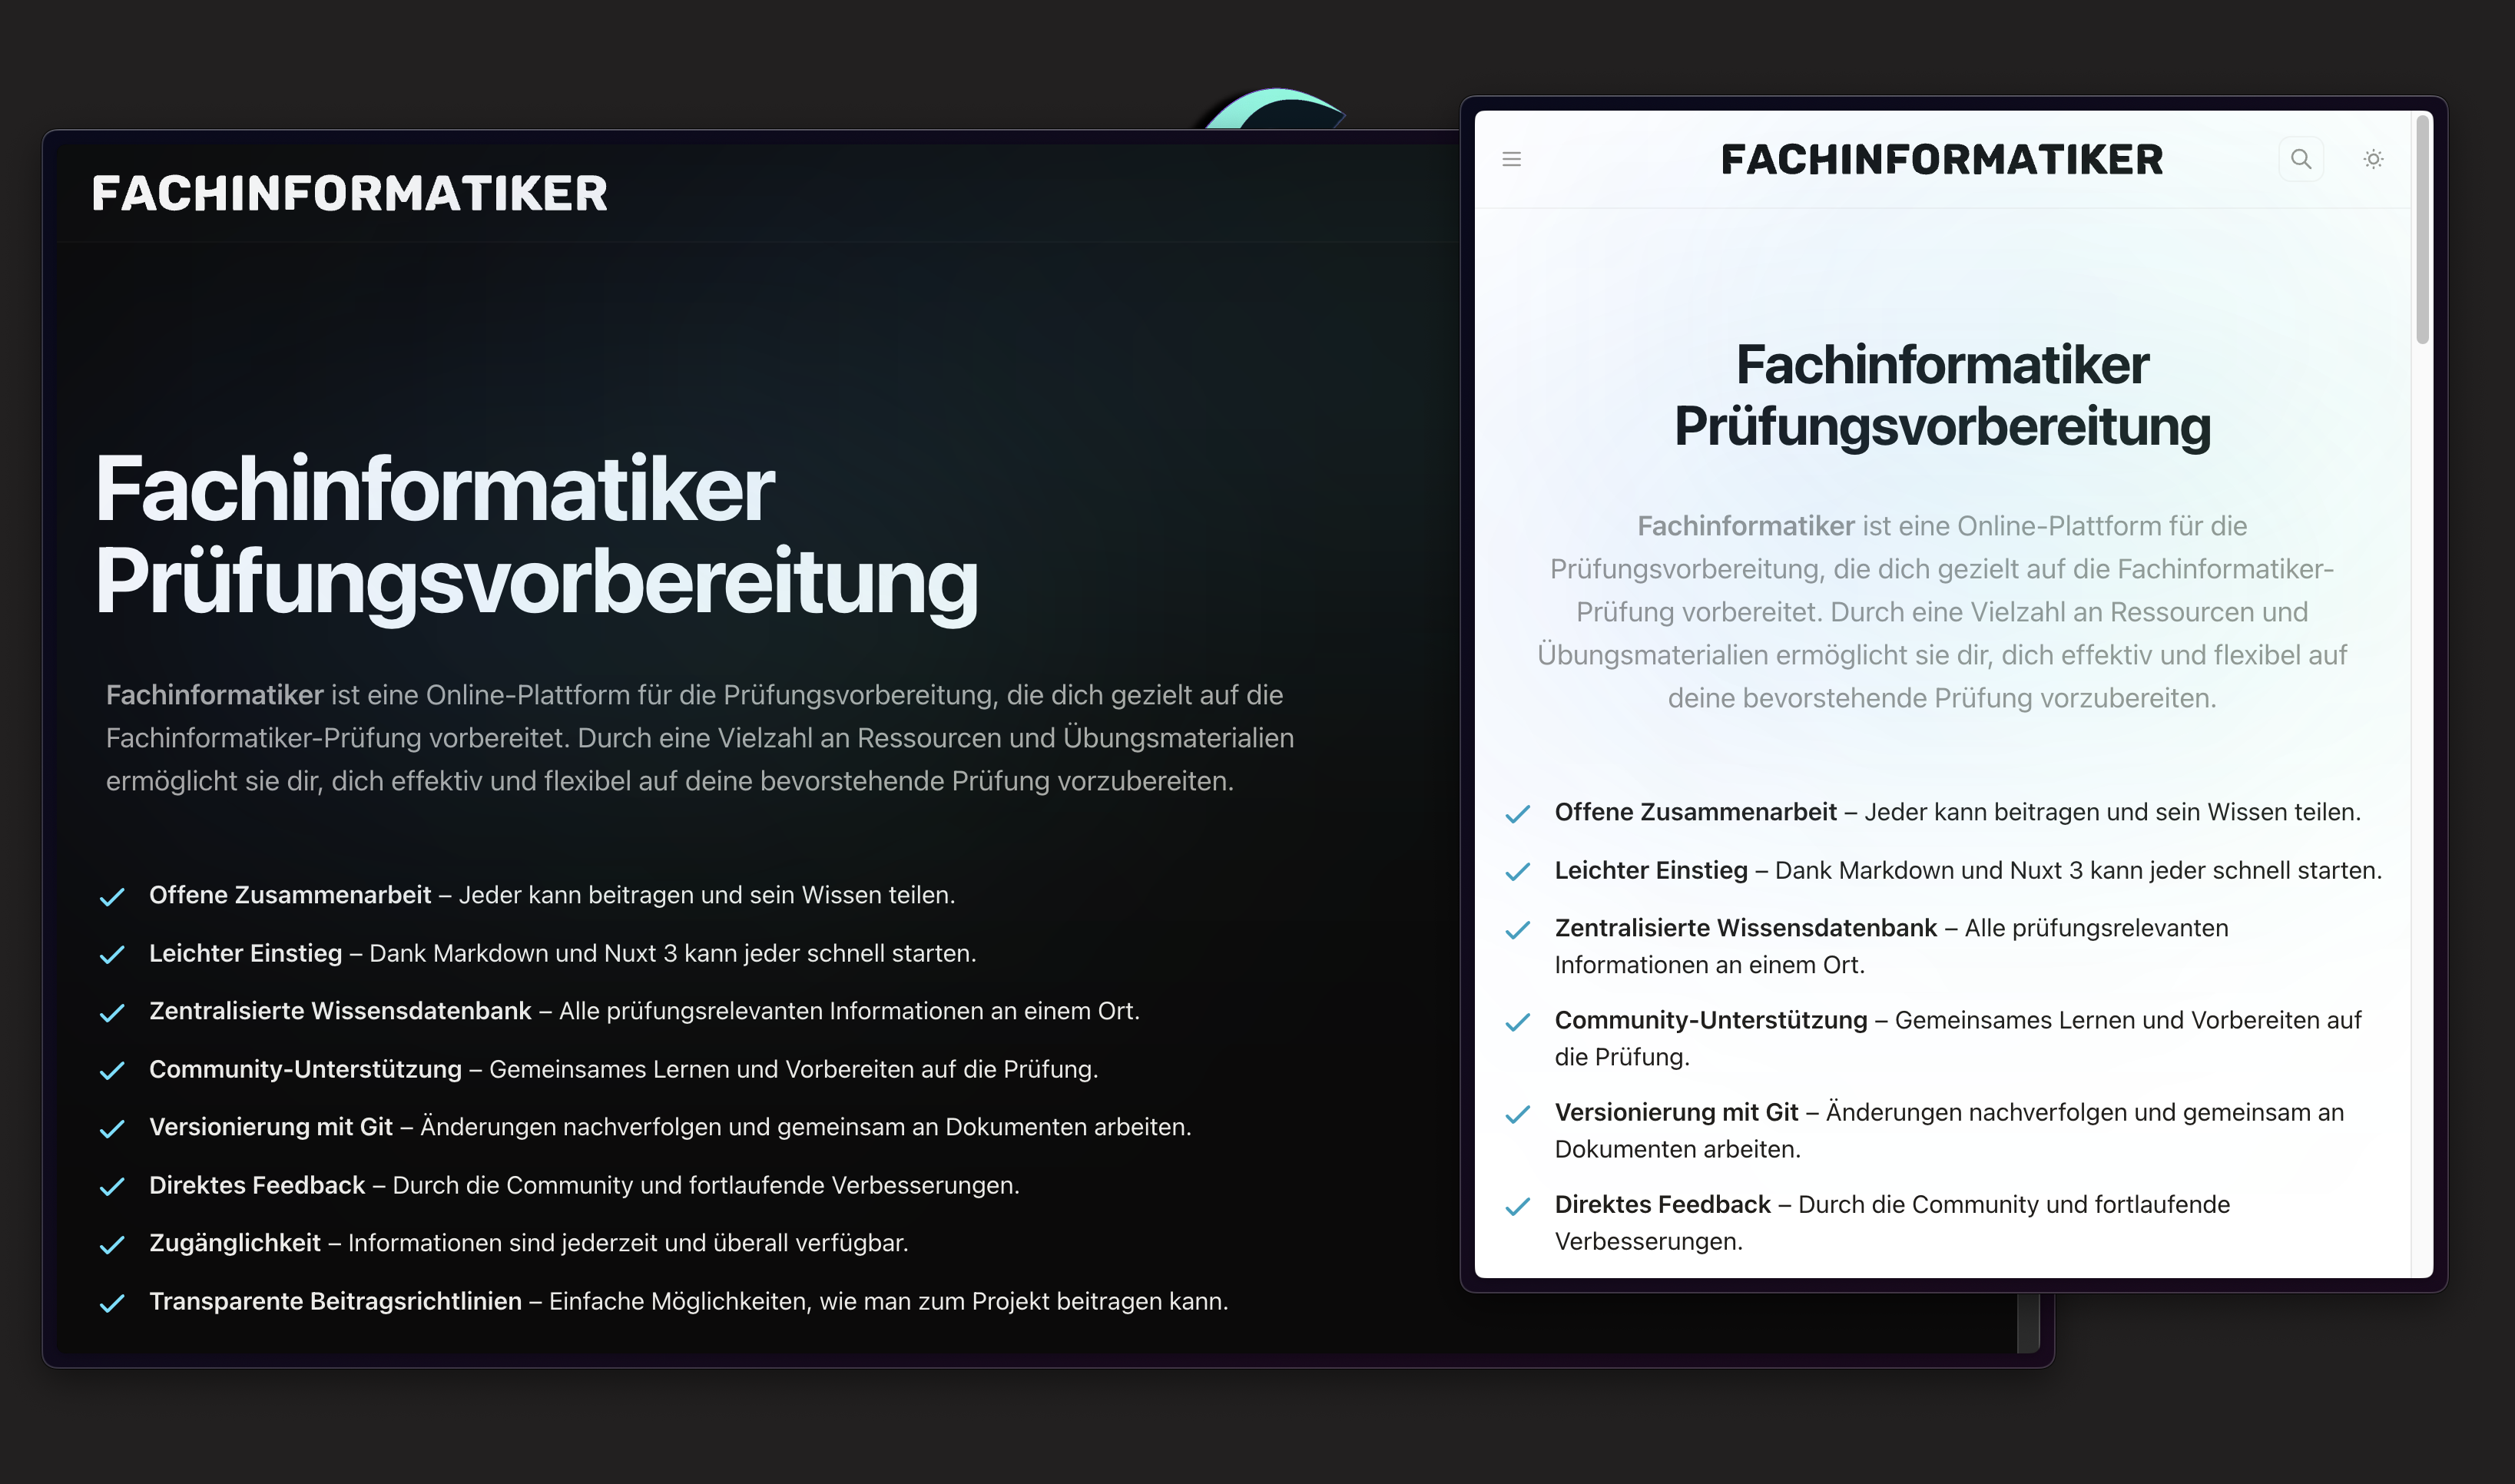 FACHINFORMATIKER
Fachinformatiker
Prüfungsvorbereitung
Fachinformatiker ist eine Online-Plattform für die Prüfungsvorbereitung, die dich gezielt auf die
Fachinformatiker-Prüfung vorbereitet. Durch eine Vielzahl an Ressourcen und Übungsmaterialien
ermöglicht sie dir, dich effektiv und flexibel auf deine bevorstehende Prüfung vorzubereiten.
Offene Zusammenarbeit – Jeder kann beitragen und sein Wissen teilen.
Leichter Einstieg – Dank Markdown und Nuxt 3 kann jeder schnell starten.
Zentralisierte Wissensdatenbank – Alle prüfungsrelevanten Informationen an einem Ort.
Community-Unterstützung – Gemeinsames Lernen und Vorbereiten auf die Prüfung.
Versionierung mit Git – Änderungen nachverfolgen und gemeinsam an Dokumenten arbeiten.
Direktes Feedback – Durch die Community und fortlaufende Verbesserungen.
Zugänglichkeit – Informationen sind jederzeit und überall verfügbar.
Transparente Beitragsrichtlinien – Einfache Möglichkeiten, wie man zum Projekt beitragen kann.
FACHINFORMATIKER
Fachinformatiker
Prüfungsvorbereitung
Fachinformatiker ist eine Online-Plattform für die
Prüfungsvorbereitung, die dich gezielt auf die Fachinformatiker-
Prüfung vorbereitet. Durch eine Vielzahl an Ressourcen und
Übungsmaterialien ermöglicht sie dir, dich effektiv und flexibel auf
deine bevorstehende Prüfung vorzubereiten.
Offene Zusammenarbeit – Jeder kann beitragen und sein Wissen teilen.
Leichter Einstieg – Dank Markdown und Nuxt 3 kann jeder schnell starten.
Zentralisierte Wissensdatenbank – Alle prüfungsrelevanten
Informationen an einem Ort.
Community-Unterstützung – Gemeinsames Lernen und Vorbereiten auf
die Prüfung.
Versionierung mit Git – Änderungen nachverfolgen und gemeinsam an
Dokumenten arbeiten.
Direktes Feedback – Durch die Community und fortlaufende
Verbesserungen.